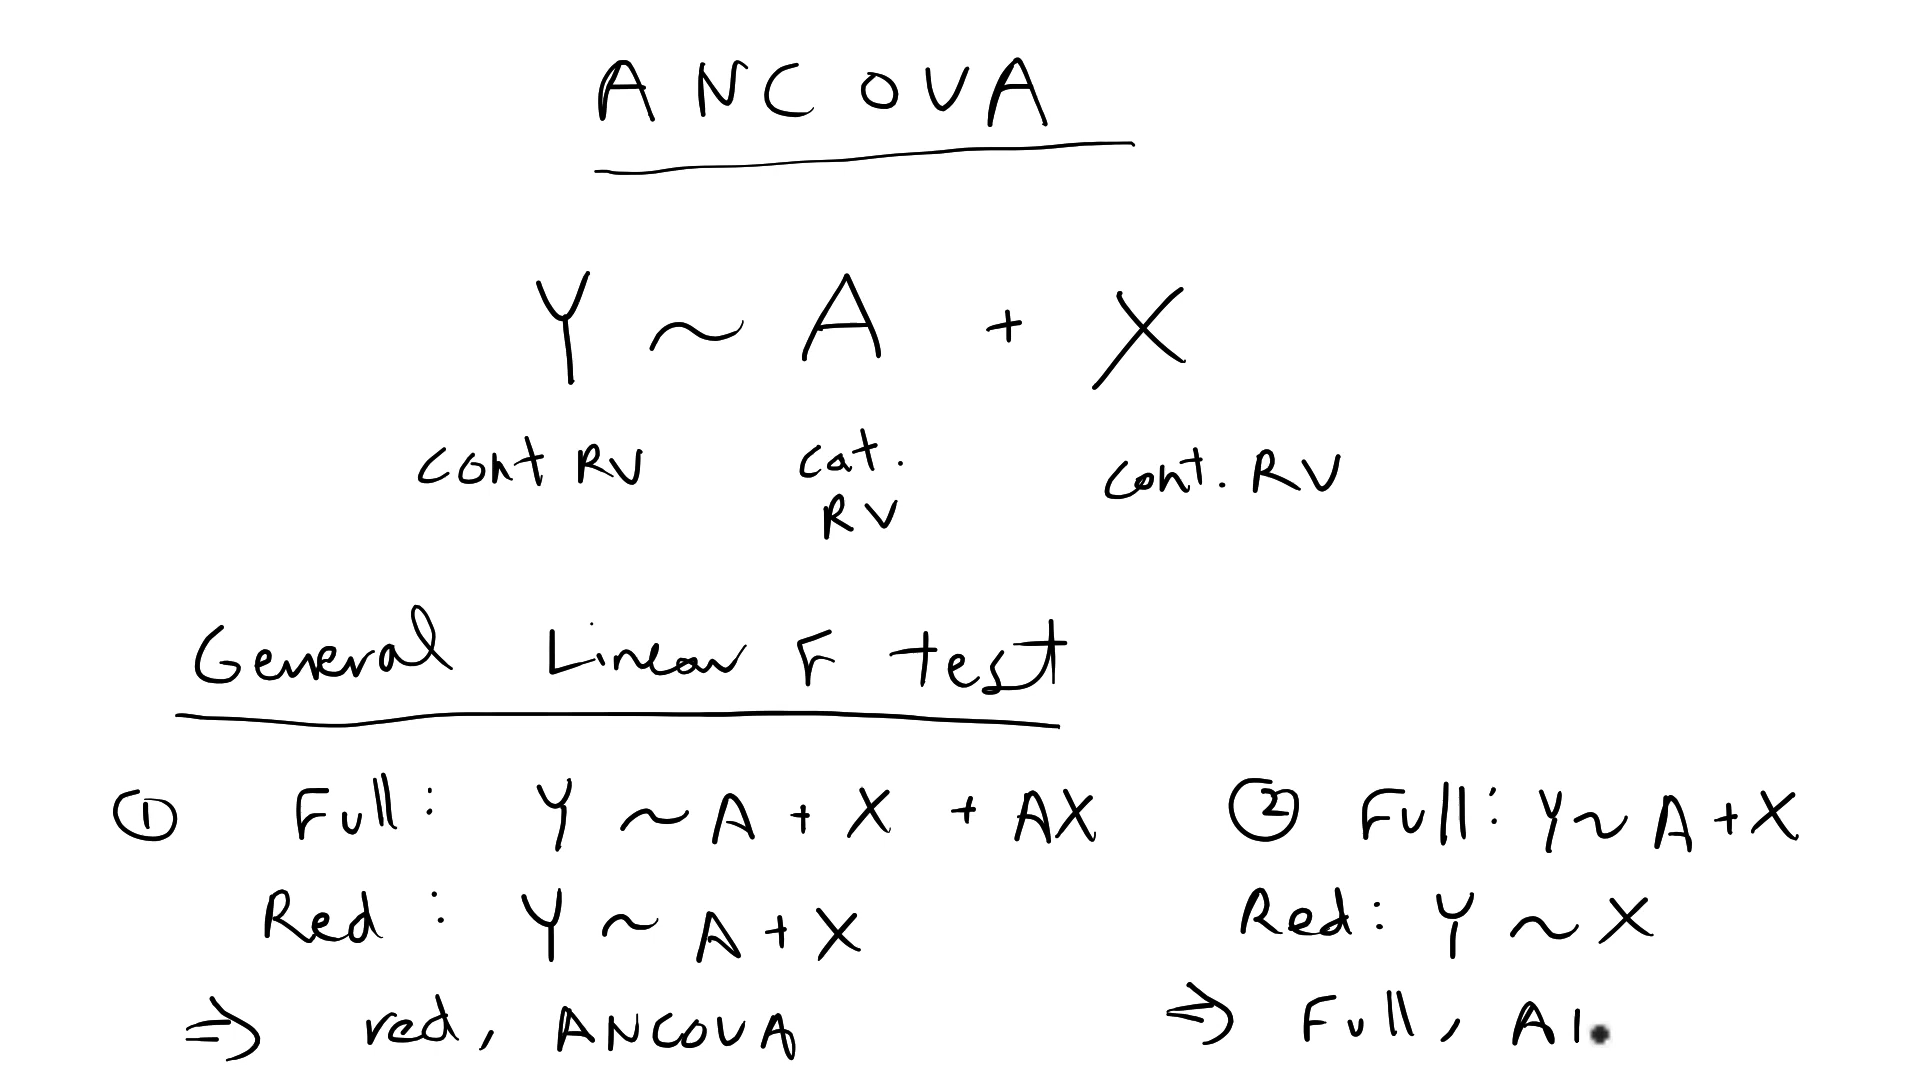 ANCOVA
Y ~ A + X
cont RV cat. RV cont. RV
General Linear F test
① Full: Y ~ A + X + AX
Red: Y ~ A + X
⇒ red, ANCOVA
② Full: Y ~ A + X
Red: Y ~ X
⇒ Full,